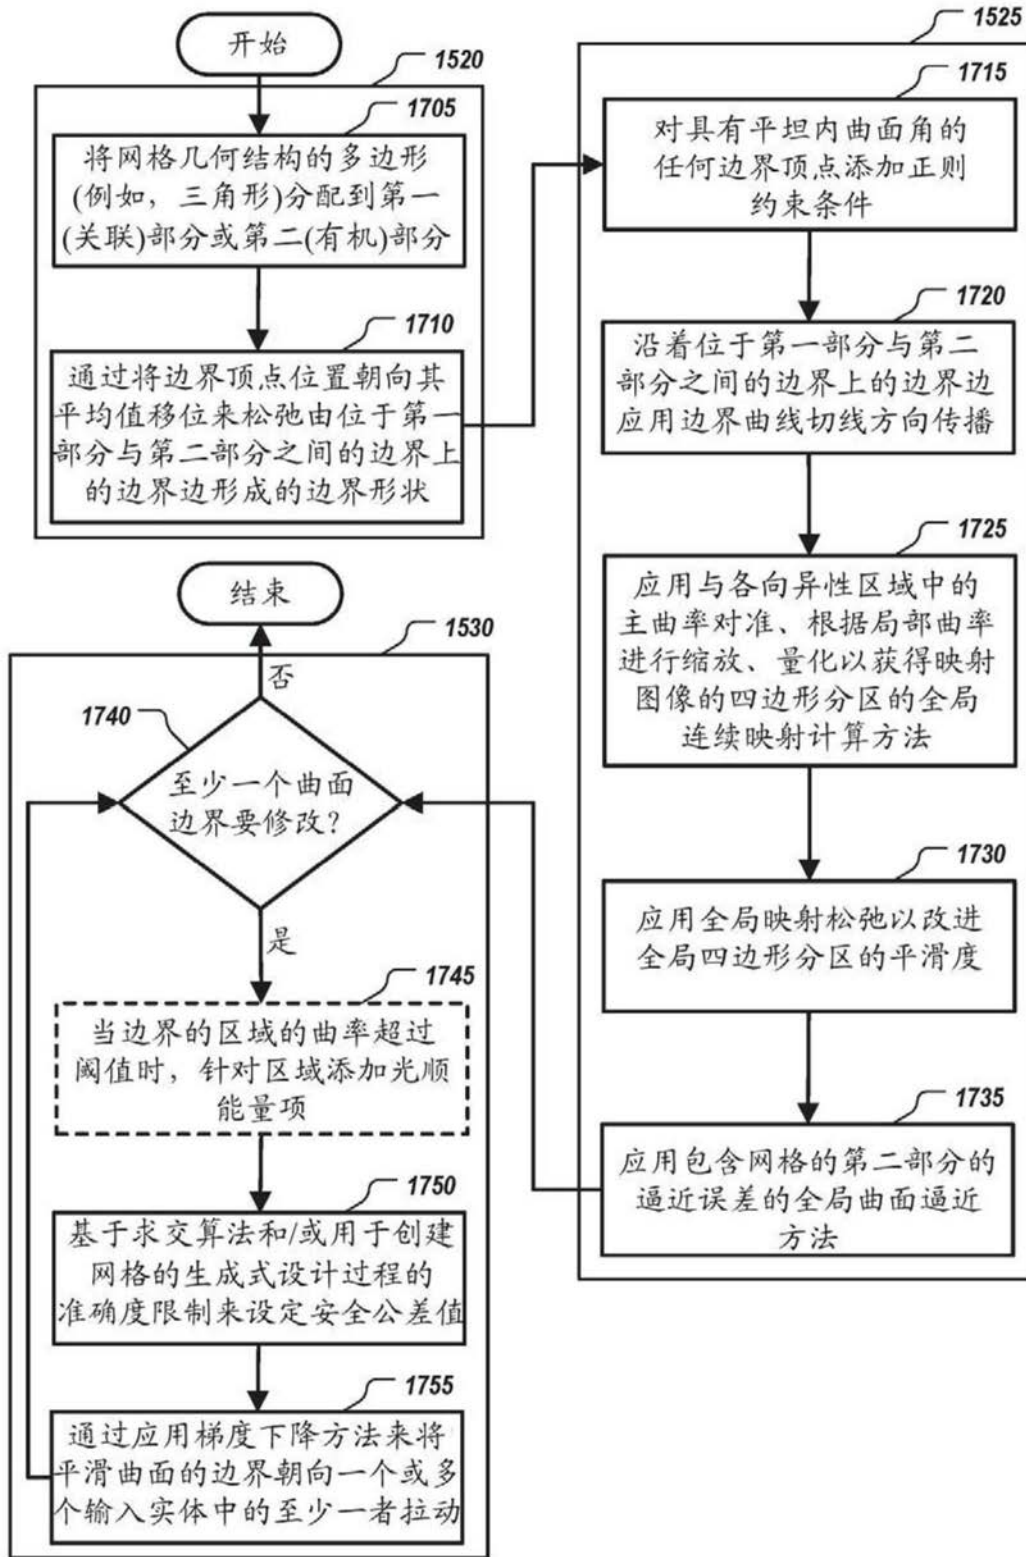 开始
1520
1705
将网格几何结构的多边形
(例如，三角形)分配到第一
(关联)部分或第二(有机)部分
1710
通过将边界顶点位置朝向其
平均值移位来松弛由位于第一
部分与第二部分之间的边界上
的边界边形成的边界形状
1525
1715
对具有平坦内曲面角的
任何边界顶点添加正则
约束条件
1720
沿着位于第一部分与第二
部分之间的边界上的边界边
应用边界曲线切线方向传播
1725
应用与各向异性区域中的
主曲率对准、根据局部曲率
进行缩放、量化以获得映射
图像的四边形分区的全局
连续映射计算方法
1730
应用全局映射松弛以改进
全局四边形分区的平滑度
1735
应用包含网格的第二部分的
逼近误差的全局曲面逼近
方法
结束
1530
否
1740
至少一个曲面
边界要修改?
是
1745
当边界的区域的曲率超过
阈值时，针对区域添加光顺
能量项
1750
基于求交算法和/或用于创建
网格的生成式设计过程的
准确度限制来设定安全公差值
1755
通过应用梯度下降方法来将
平滑曲面的边界朝向一个或多
个输入实体中的至少一者拉动